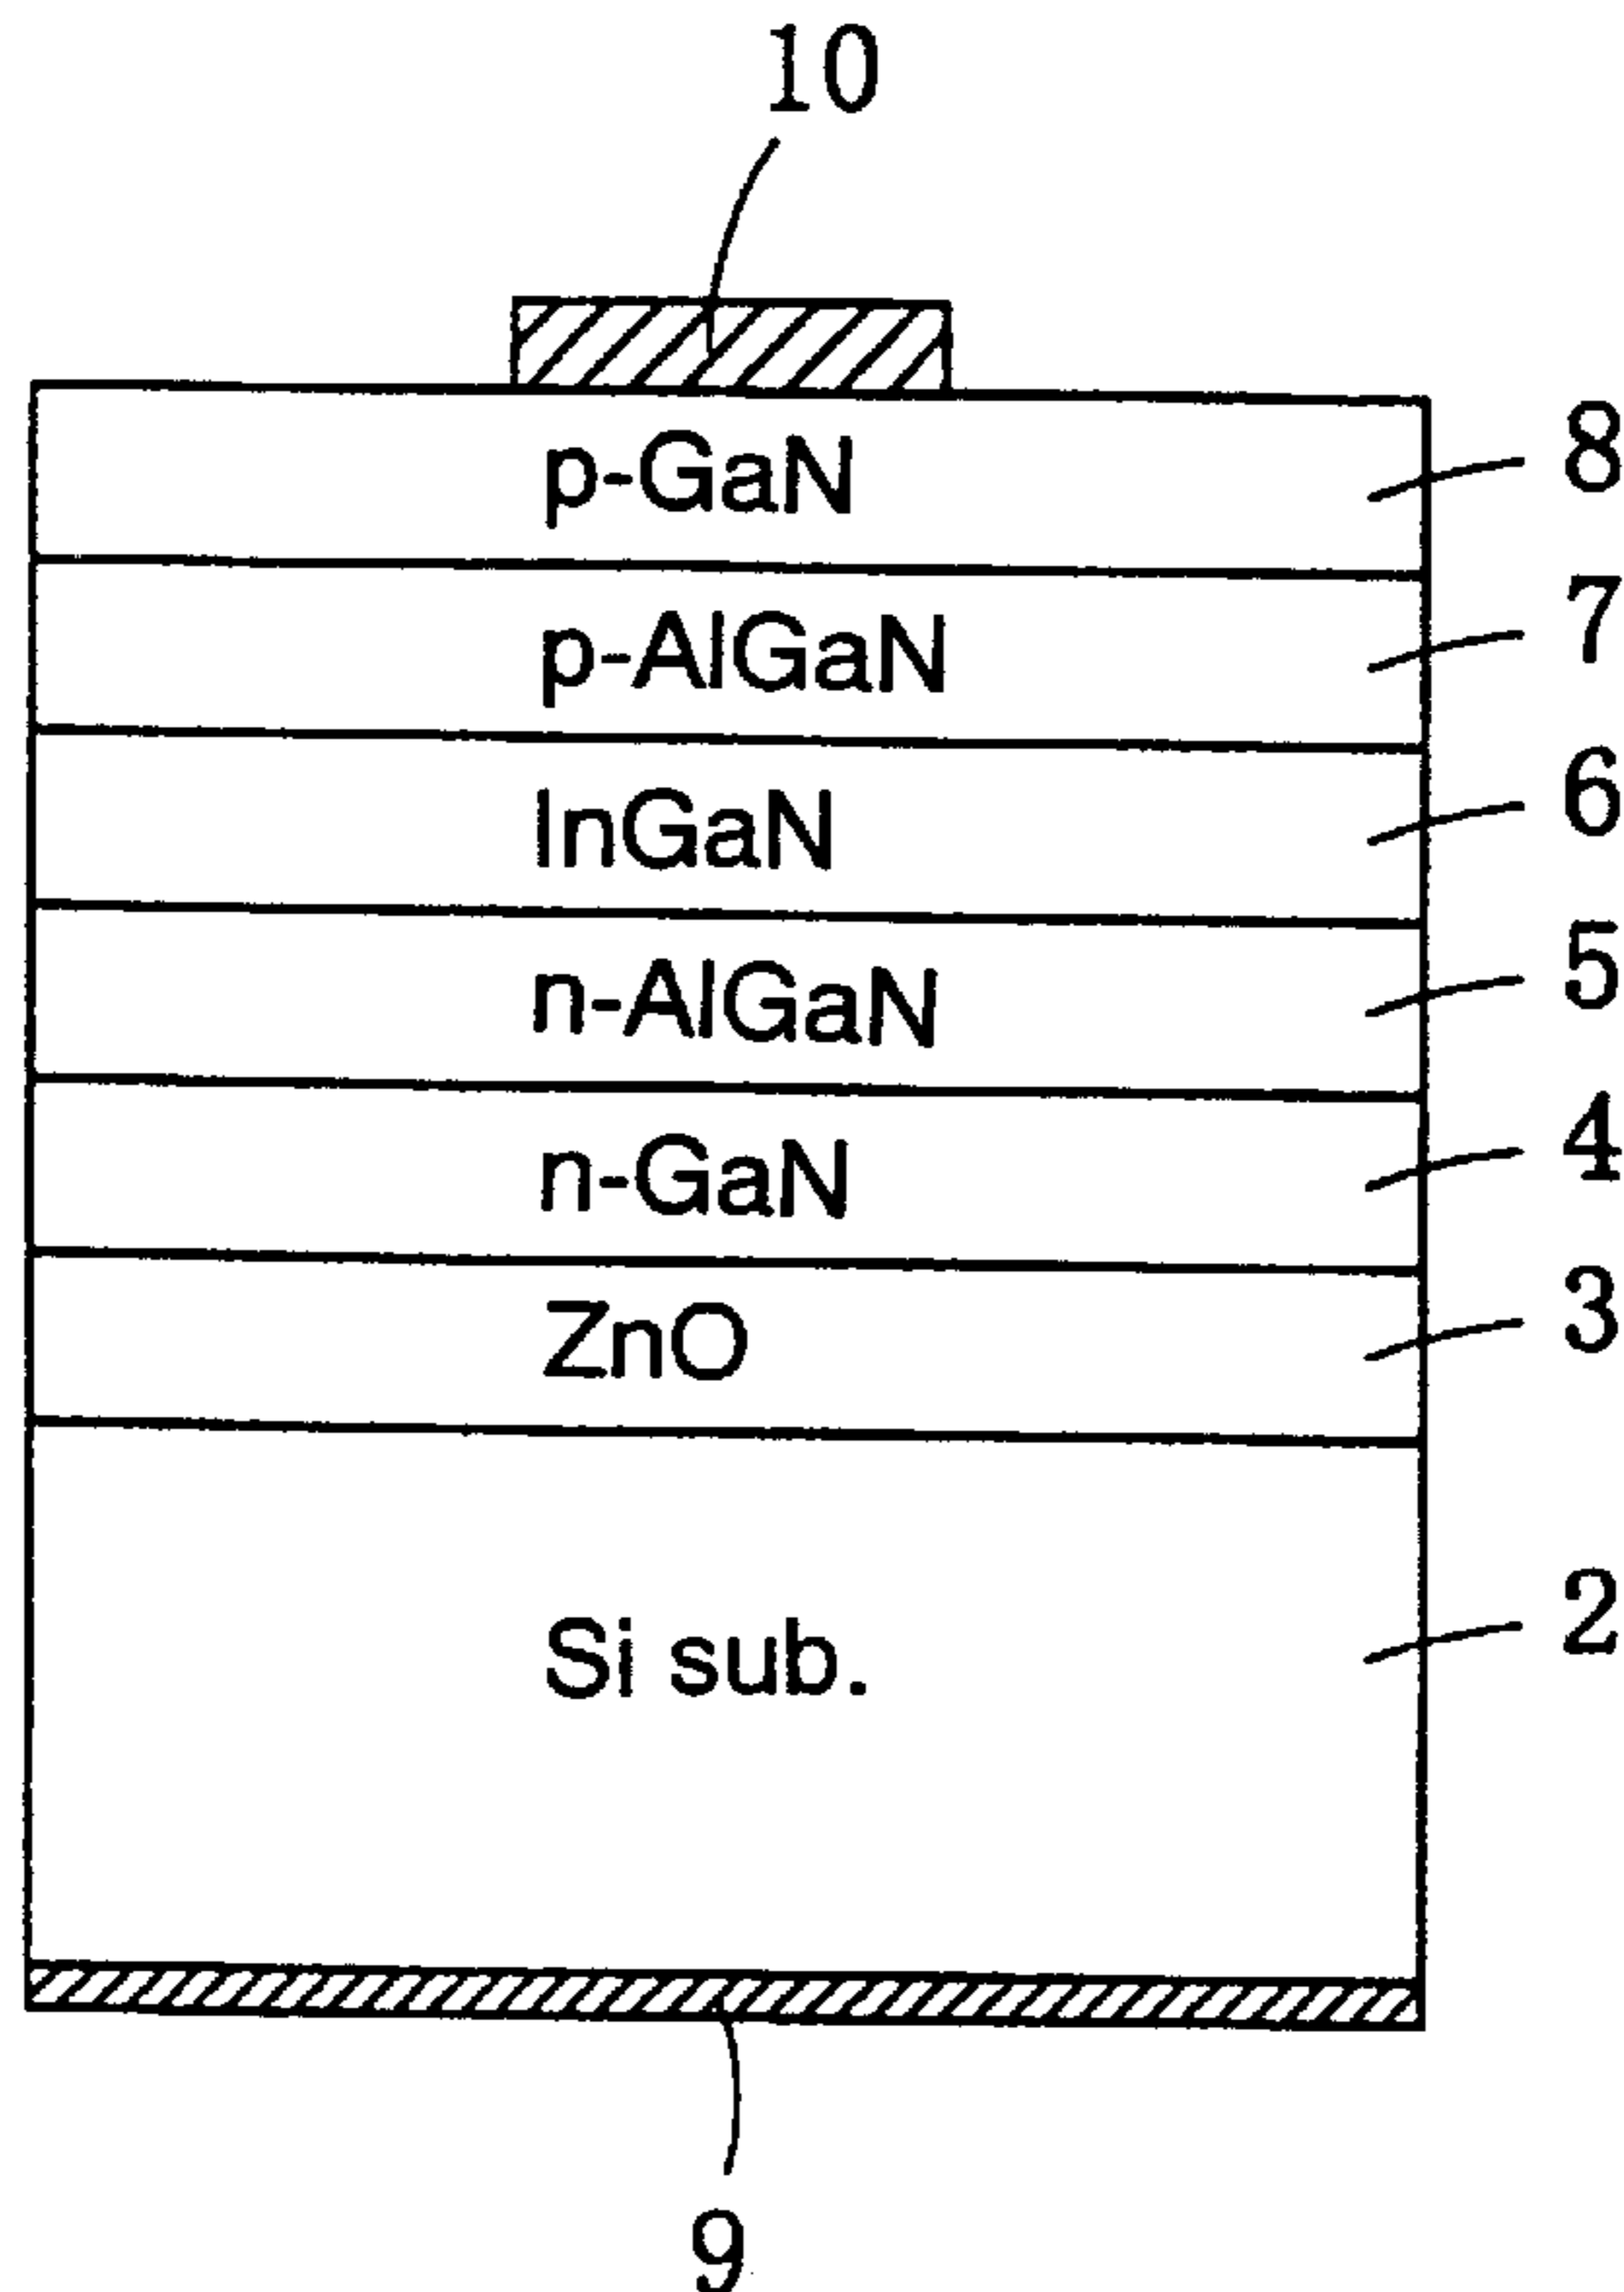 10
p-GaN 8
p-AlGaN 7
InGaN 6
n-AlGaN 5
n-GaN 4
ZnO 3
Si sub. 2
9